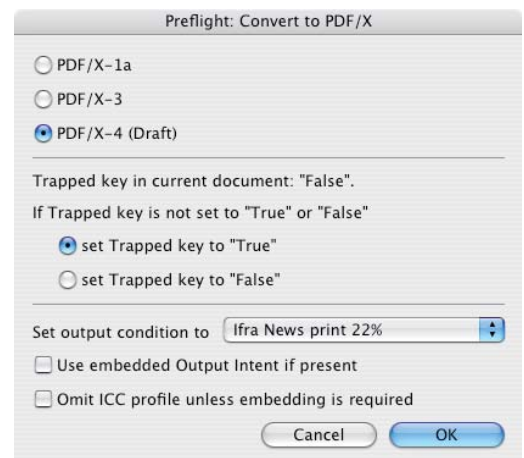 Preflight: Convert to PDF/X
PDF/X-1a
PDF/X-3
PDF/X-4 (Draft)
Trapped key in current document: "False".
If Trapped key is not set to "True" or "False"
set Trapped key to "True"
set Trapped key to "False"
Set output condition to Ifra News print 22%
Use embedded Output Intent if present
Omit ICC profile unless embedding is required
Cancel OK